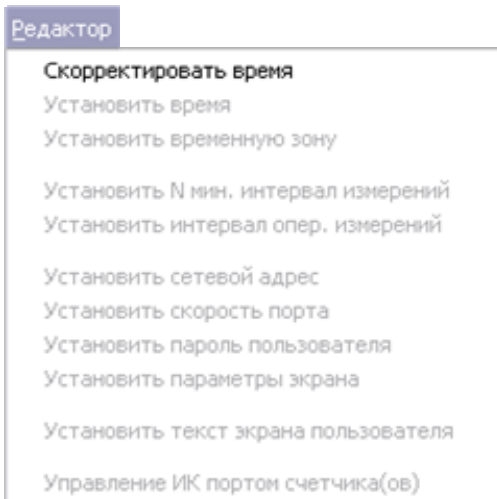 Редактор
Скорректировать время
Установить время
Установить временную зону
Установить N мин. интервал измерений
Установить интервал опер. измерений
Установить сетевой адрес
Установить скорость порта
Установить пароль пользователя
Установить параметры экрана
Установить текст экрана пользователя
Управление ИК портом счетчика(ов)